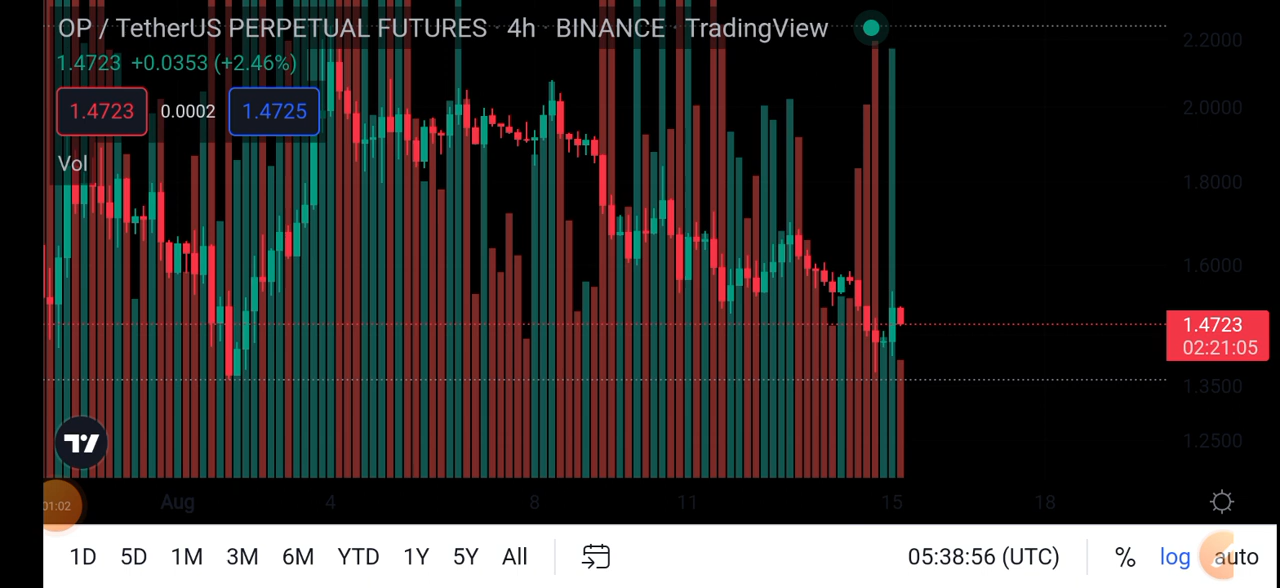 OP / TetherUS PERPETUAL FUTURES · 4h · BINANCE · TradingView
1.4723 +0.0353 (+2.46%)
1.4723 0.0002 1.4725
Vol
2.2000
2.0000
1.8000
1.6000
1.4723
02:21:05
1.3500
1.2500
01:02
Aug 4 8 11 15 18
1D 5D 1M 3M 6M YTD 1Y 5Y All 05:38:56 (UTC) % log auto